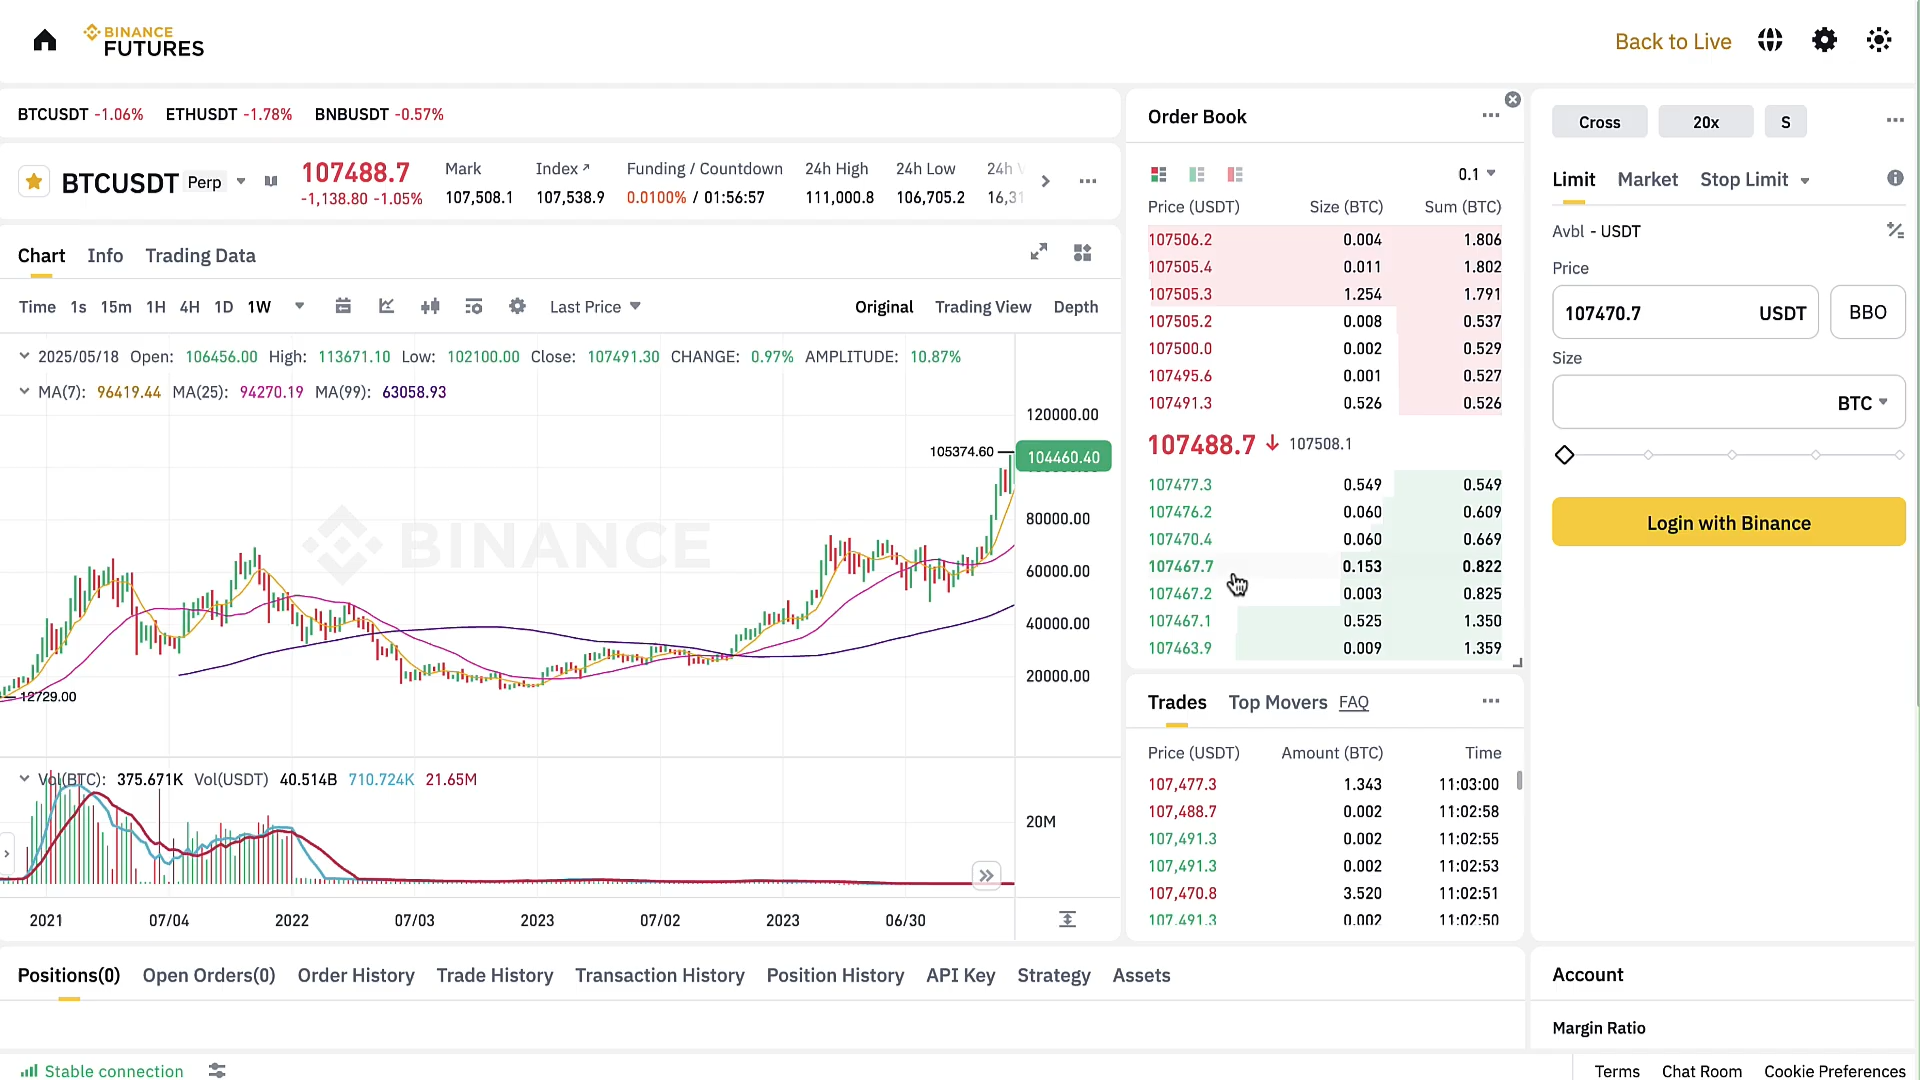 BINANCE
FUTURES
Back to Live
BTCUSDT -1.06% ETHUSDT -1.78% BNBUSDT -0.57%
BTCUSDT Perp
107488.7
-1,138.80 -1.05%
Mark
107,508.1
Index
107,538.9
Funding / Countdown
0.0100% / 01:56:57
24h High
111,000.8
24h Low
106,705.2
24h
16,31
Chart Info Trading Data
Time 1s 15m 1H 4H 1D 1W Last Price Original Trading View Depth
2025/05/18 Open: 106456.00 High: 113671.10 Low: 102100.00 Close: 107491.30 CHANGE: 0.97% AMPLITUDE: 10.87%
MA(7): 96419.44 MA(25): 94270.19 MA(99): 63058.93
120000.00
105374.60
104460.40
80000.00
BINANCE
60000.00
40000.00
20000.00
12729.00
Vol(BTC): 375.671K Vol(USDT) 40.514B 710.724K 21.65M
20M
2021 07/04 2022 07/03 2023 07/02 2023 06/30
Order Book
0.1
Price (USDT) Size (BTC) Sum (BTC)
107506.2 0.004 1.806
107505.4 0.011 1.802
107505.3 1.254 1.791
107505.2 0.008 0.537
107500.0 0.002 0.529
107495.6 0.001 0.527
107491.3 0.526 0.526
107488.7 107508.1
107477.3 0.549 0.549
107476.2 0.060 0.609
107470.4 0.060 0.669
107467.7 0.153 0.822
107467.2 0.003 0.825
107467.1 0.525 1.350
107463.9 0.009 1.359
Trades Top Movers FAQ
Price (USDT) Amount (BTC) Time
107,477.3 1.343 11:03:00
107,488.7 0.002 11:02:58
107,491.3 0.002 11:02:55
107,491.3 0.002 11:02:53
107,470.8 3.520 11:02:51
107,491.3 0.002 11:02:50
Cross 20x S
Limit Market Stop Limit
Avbl - USDT
Price
107470.7 USDT BBO
Size
BTC
Login with Binance
Positions(0) Open Orders(0) Order History Trade History Transaction History Position History API Key Strategy Assets
Account
Margin Ratio
Stable connection
Terms Chat Room Cookie Preferences